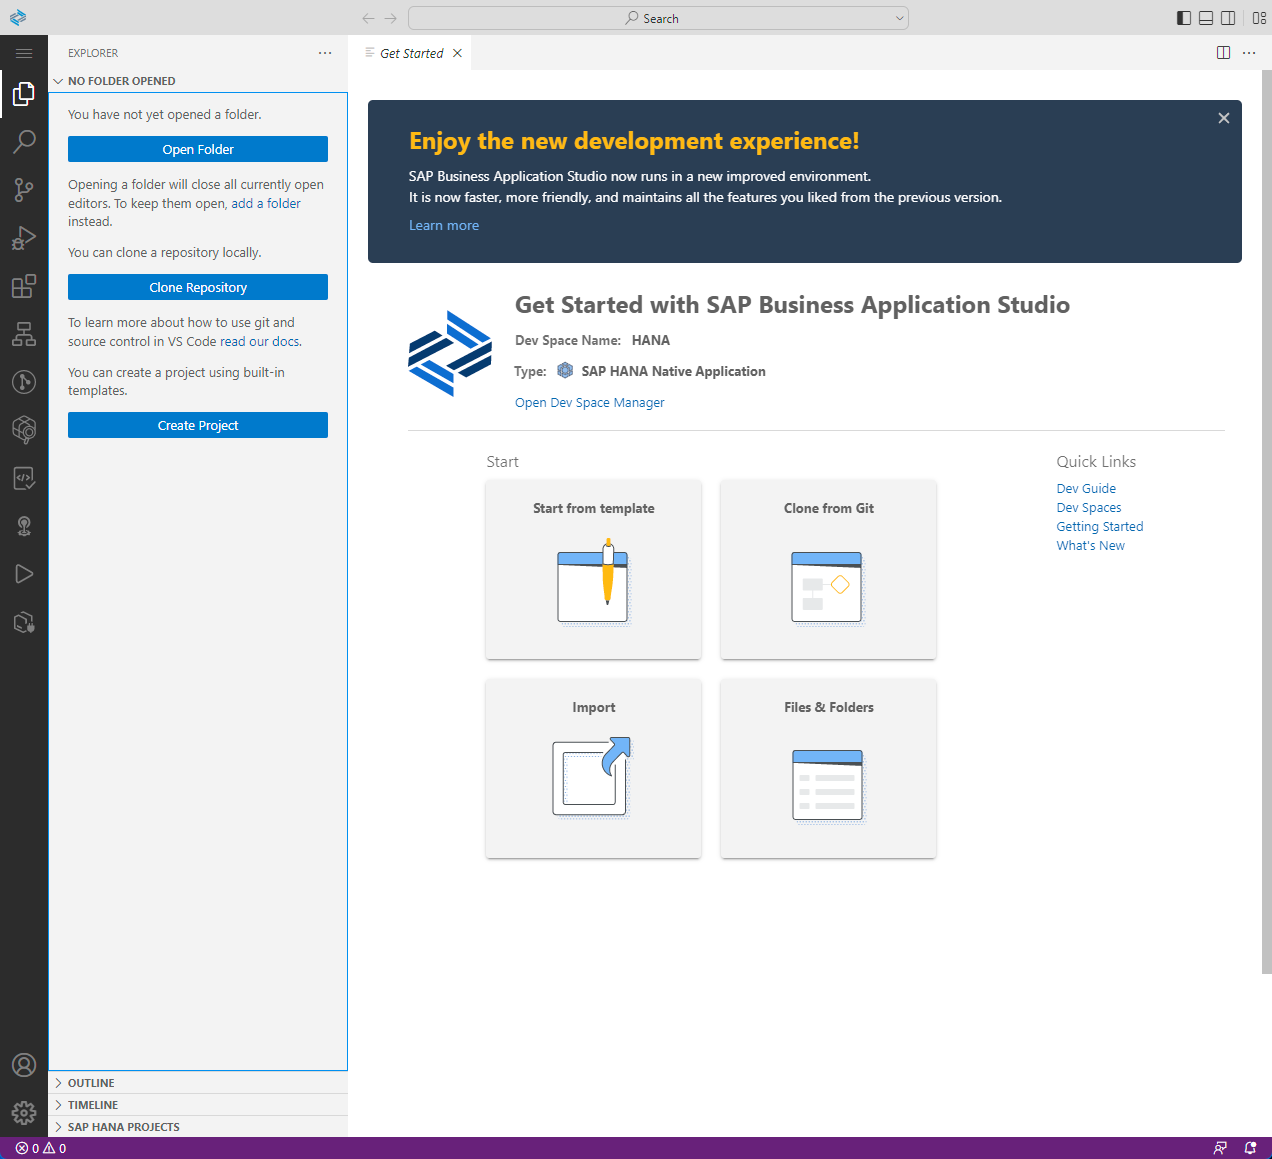 Search
EXPLORER
Get Started
NO FOLDER OPENED
You have not yet opened a folder.
Open Folder
Opening a folder will close all currently open
editors. To keep them open, add a folder
instead.
You can clone a repository locally.
Clone Repository
To learn more about how to use git and
source control in VS Code read our docs.
You can create a project using built-in
templates.
Create Project
OUTLINE
TIMELINE
SAP HANA PROJECTS
Enjoy the new development experience!
SAP Business Application Studio now runs in a new improved environment.
It is now faster, more friendly, and maintains all the features you liked from the previous version.
Learn more
Get Started with SAP Business Application Studio
Dev Space Name: HANA
Type: SAP HANA Native Application
Open Dev Space Manager
Start
Start from template
Clone from Git
Import
Files & Folders
Quick Links
Dev Guide
Dev Spaces
Getting Started
What's New
0 0